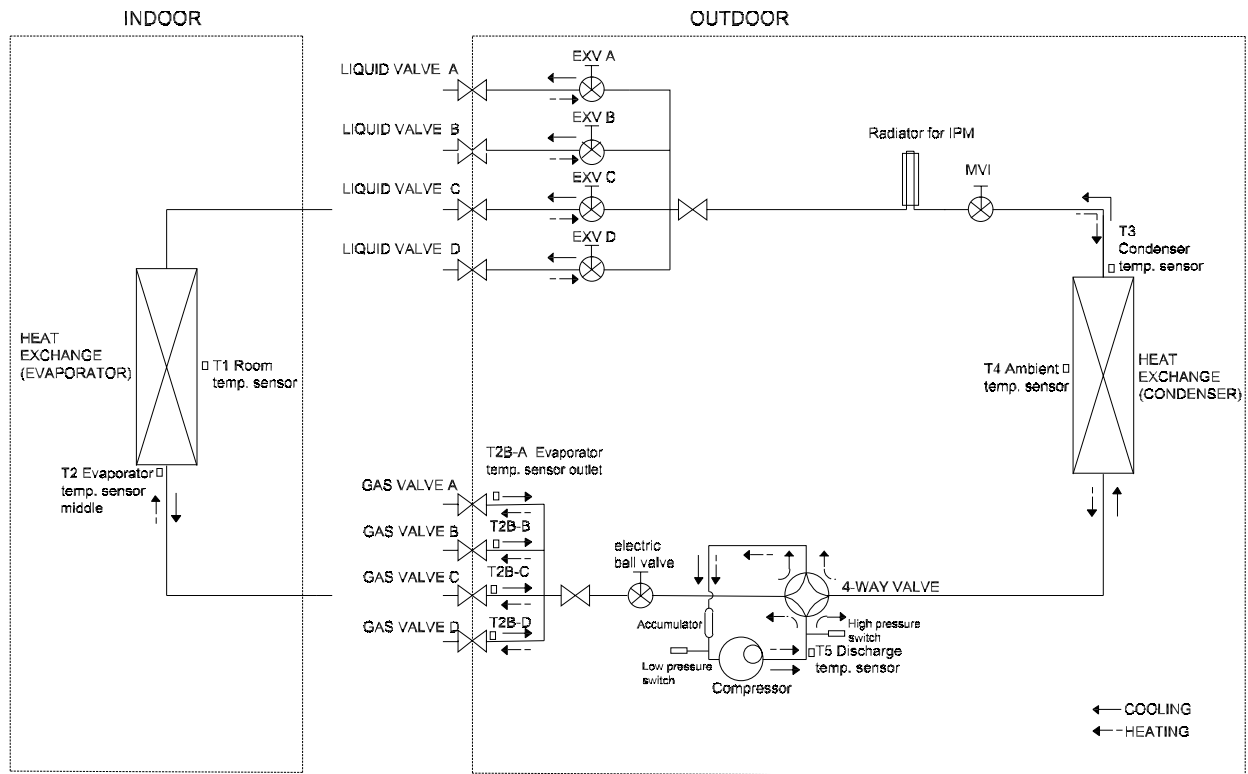 INDOOR
OUTDOOR
LIQUID VALVE A
EXV A
LIQUID VALVE B
EXV B
LIQUID VALVE C
EXV C
LIQUID VALVE D
EXV D
Radiator for IPM
MVI
T3
Condenser
temp. sensor
HEAT
EXCHANGE
(EVAPORATOR)
T1 Room
temp. sensor
T4 Ambient
temp. sensor
HEAT
EXCHANGE
(CONDENSER)
T2 Evaporator
temp. sensor
middle
T2B-A Evaporator
temp. sensor outlet
GAS VALVE A
GAS VALVE B
T2B-B
GAS VALVE C
T2B-C
GAS VALVE D
T2B-D
electric
ball valve
4-WAY VALVE
Accumulator
High pressure
switch
Low pressure
switch
T5 Discharge
temp. sensor
Compressor
COOLING
HEATING